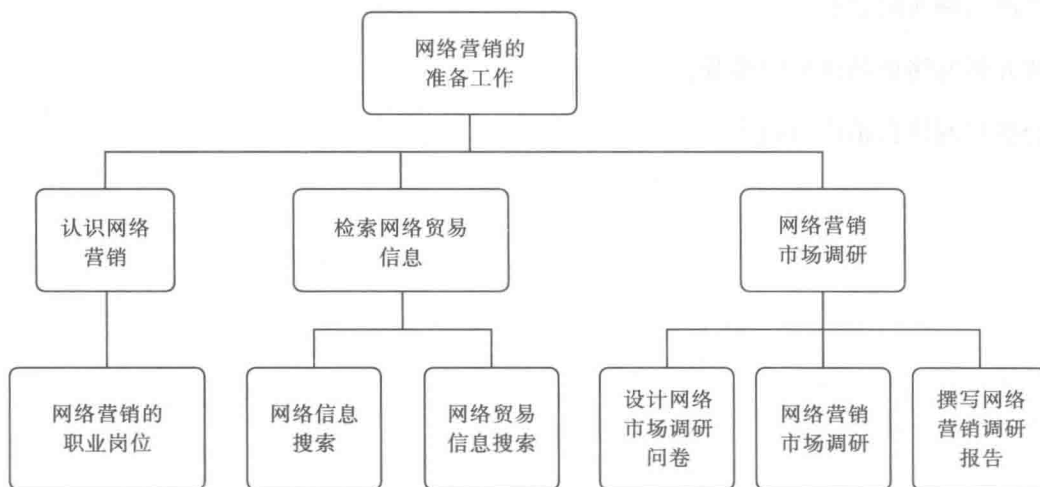 网络营销的
准备工作
认识网络
营销
检索网络贸易
信息
网络营销
市场调研
网络营销的
职业岗位
网络信息
搜索
网络贸易
信息搜索
设计网络
市场调研
问卷
网络营销
市场调研
撰写网络
营销调研
报告